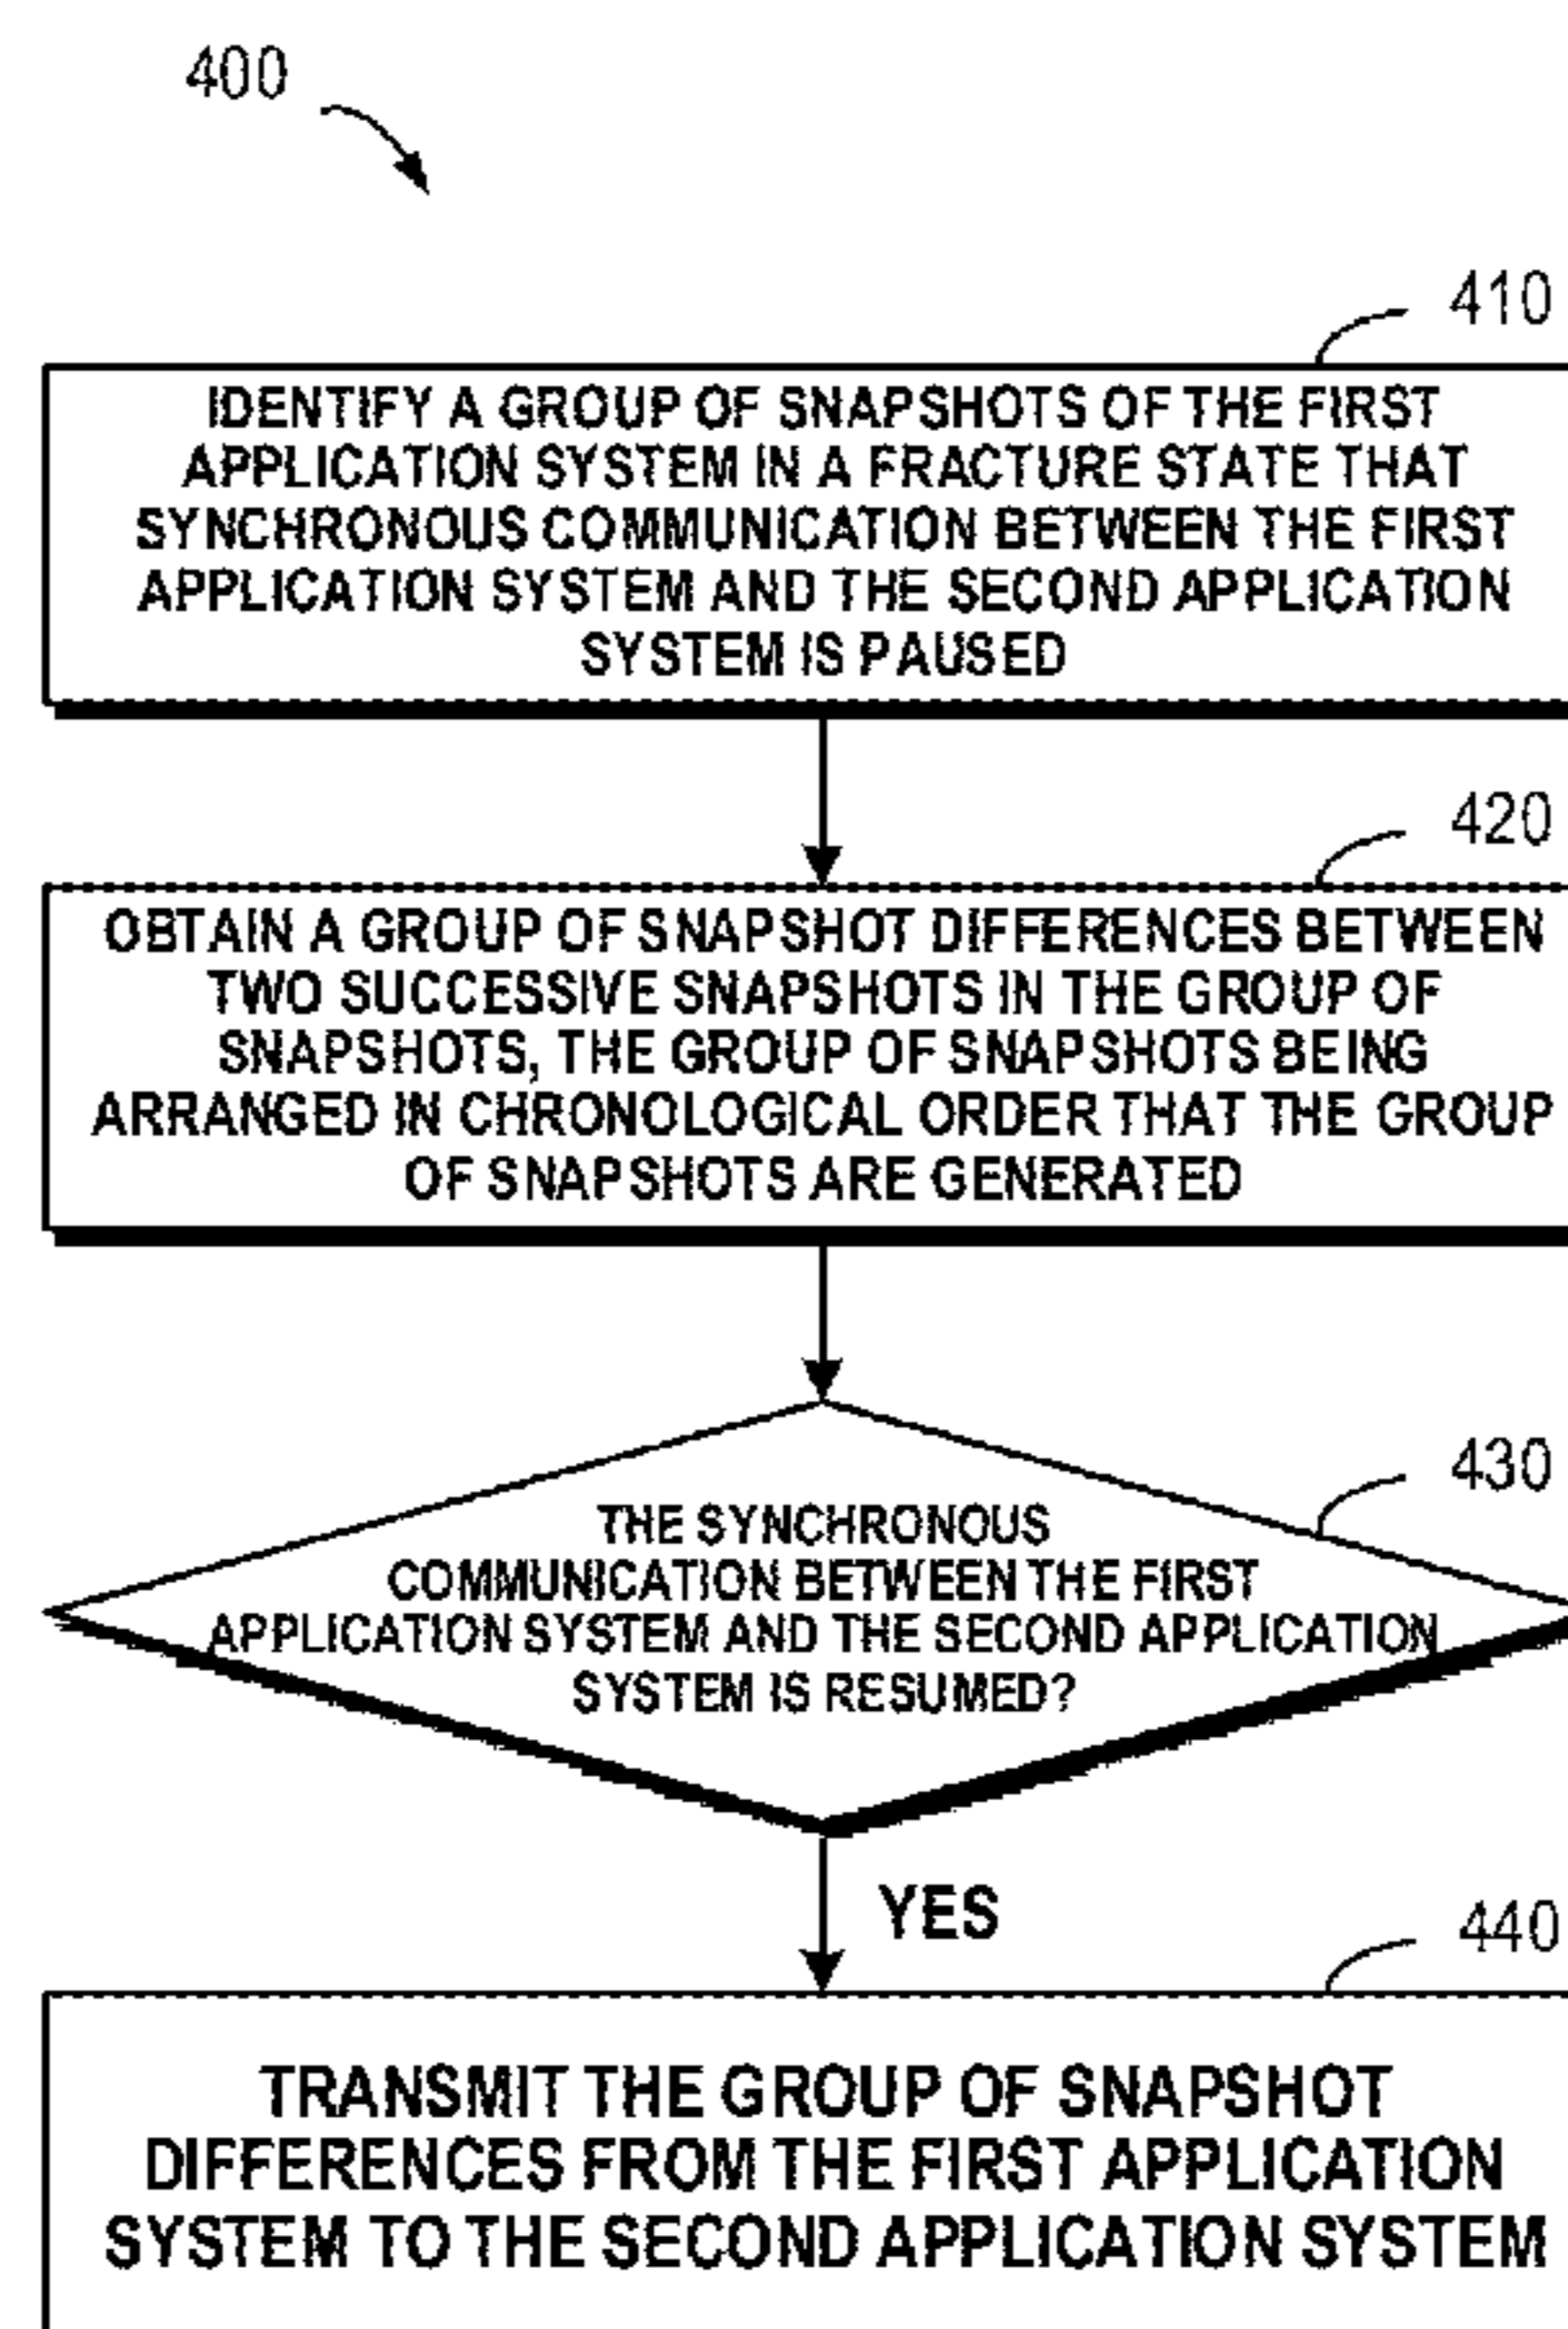 400
410
IDENTIFY A GROUP OF SNAPSHOTS OF THE FIRST
APPLICATION SYSTEM IN A FRACTURE STATE THAT
SYNCHRONOUS COMMUNICATION BETWEEN THE FIRST
APPLICATION SYSTEM AND THE SECOND APPLICATION
SYSTEM IS PAUSED
420
OBTAIN A GROUP OF SNAPSHOT DIFFERENCES BETWEEN
TWO SUCCESSIVE SNAPSHOTS IN THE GROUP OF
SNAPSHOTS, THE GROUP OF SNAPSHOTS BEING
ARRANGED IN CHRONOLOGICAL ORDER THAT THE GROUP
OF SNAPSHOTS ARE GENERATED
430
THE SYNCHRONOUS
COMMUNICATION BETWEEN THE FIRST
APPLICATION SYSTEM AND THE SECOND APPLICATION
SYSTEM IS RESUMED?
YES
440
TRANSMIT THE GROUP OF SNAPSHOT
DIFFERENCES FROM THE FIRST APPLICATION
SYSTEM TO THE SECOND APPLICATION SYSTEM